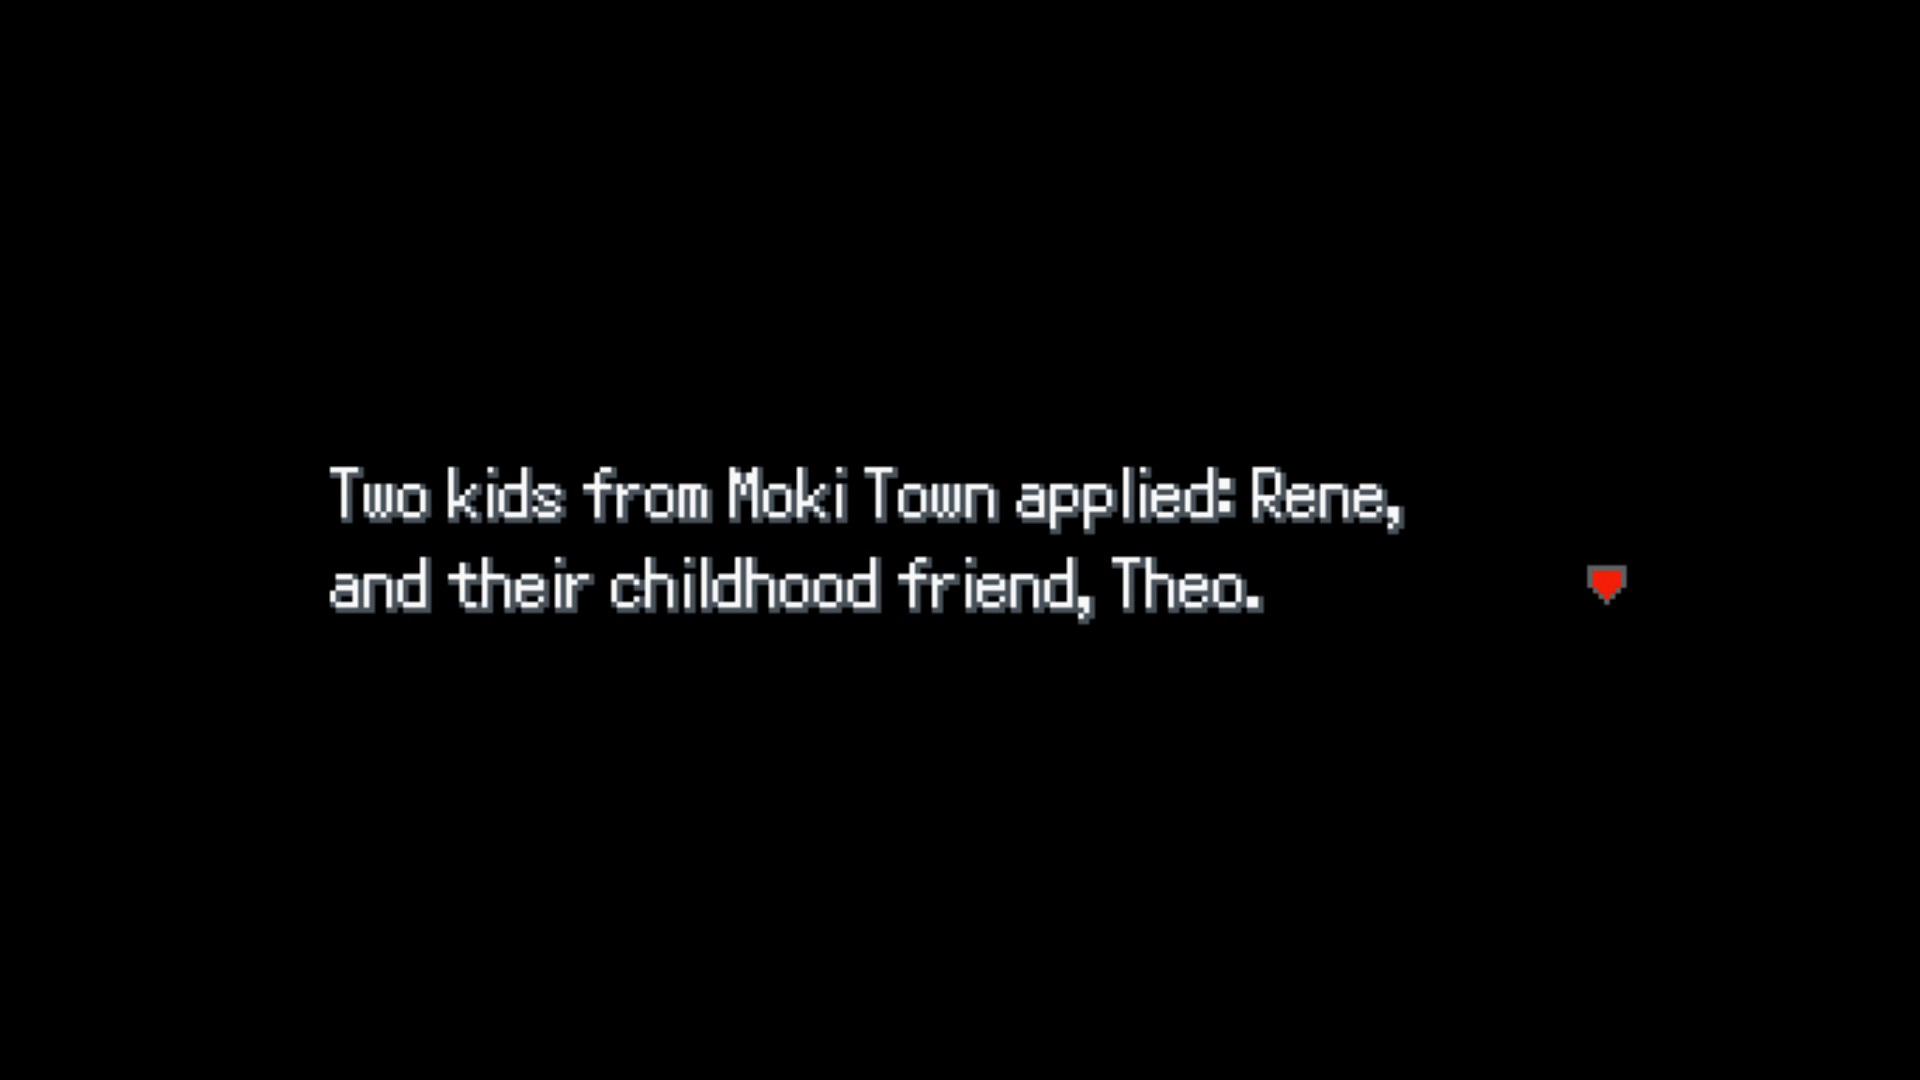 Two kids from Moki Town applied: Rene,
and their childhood friend, Theo.